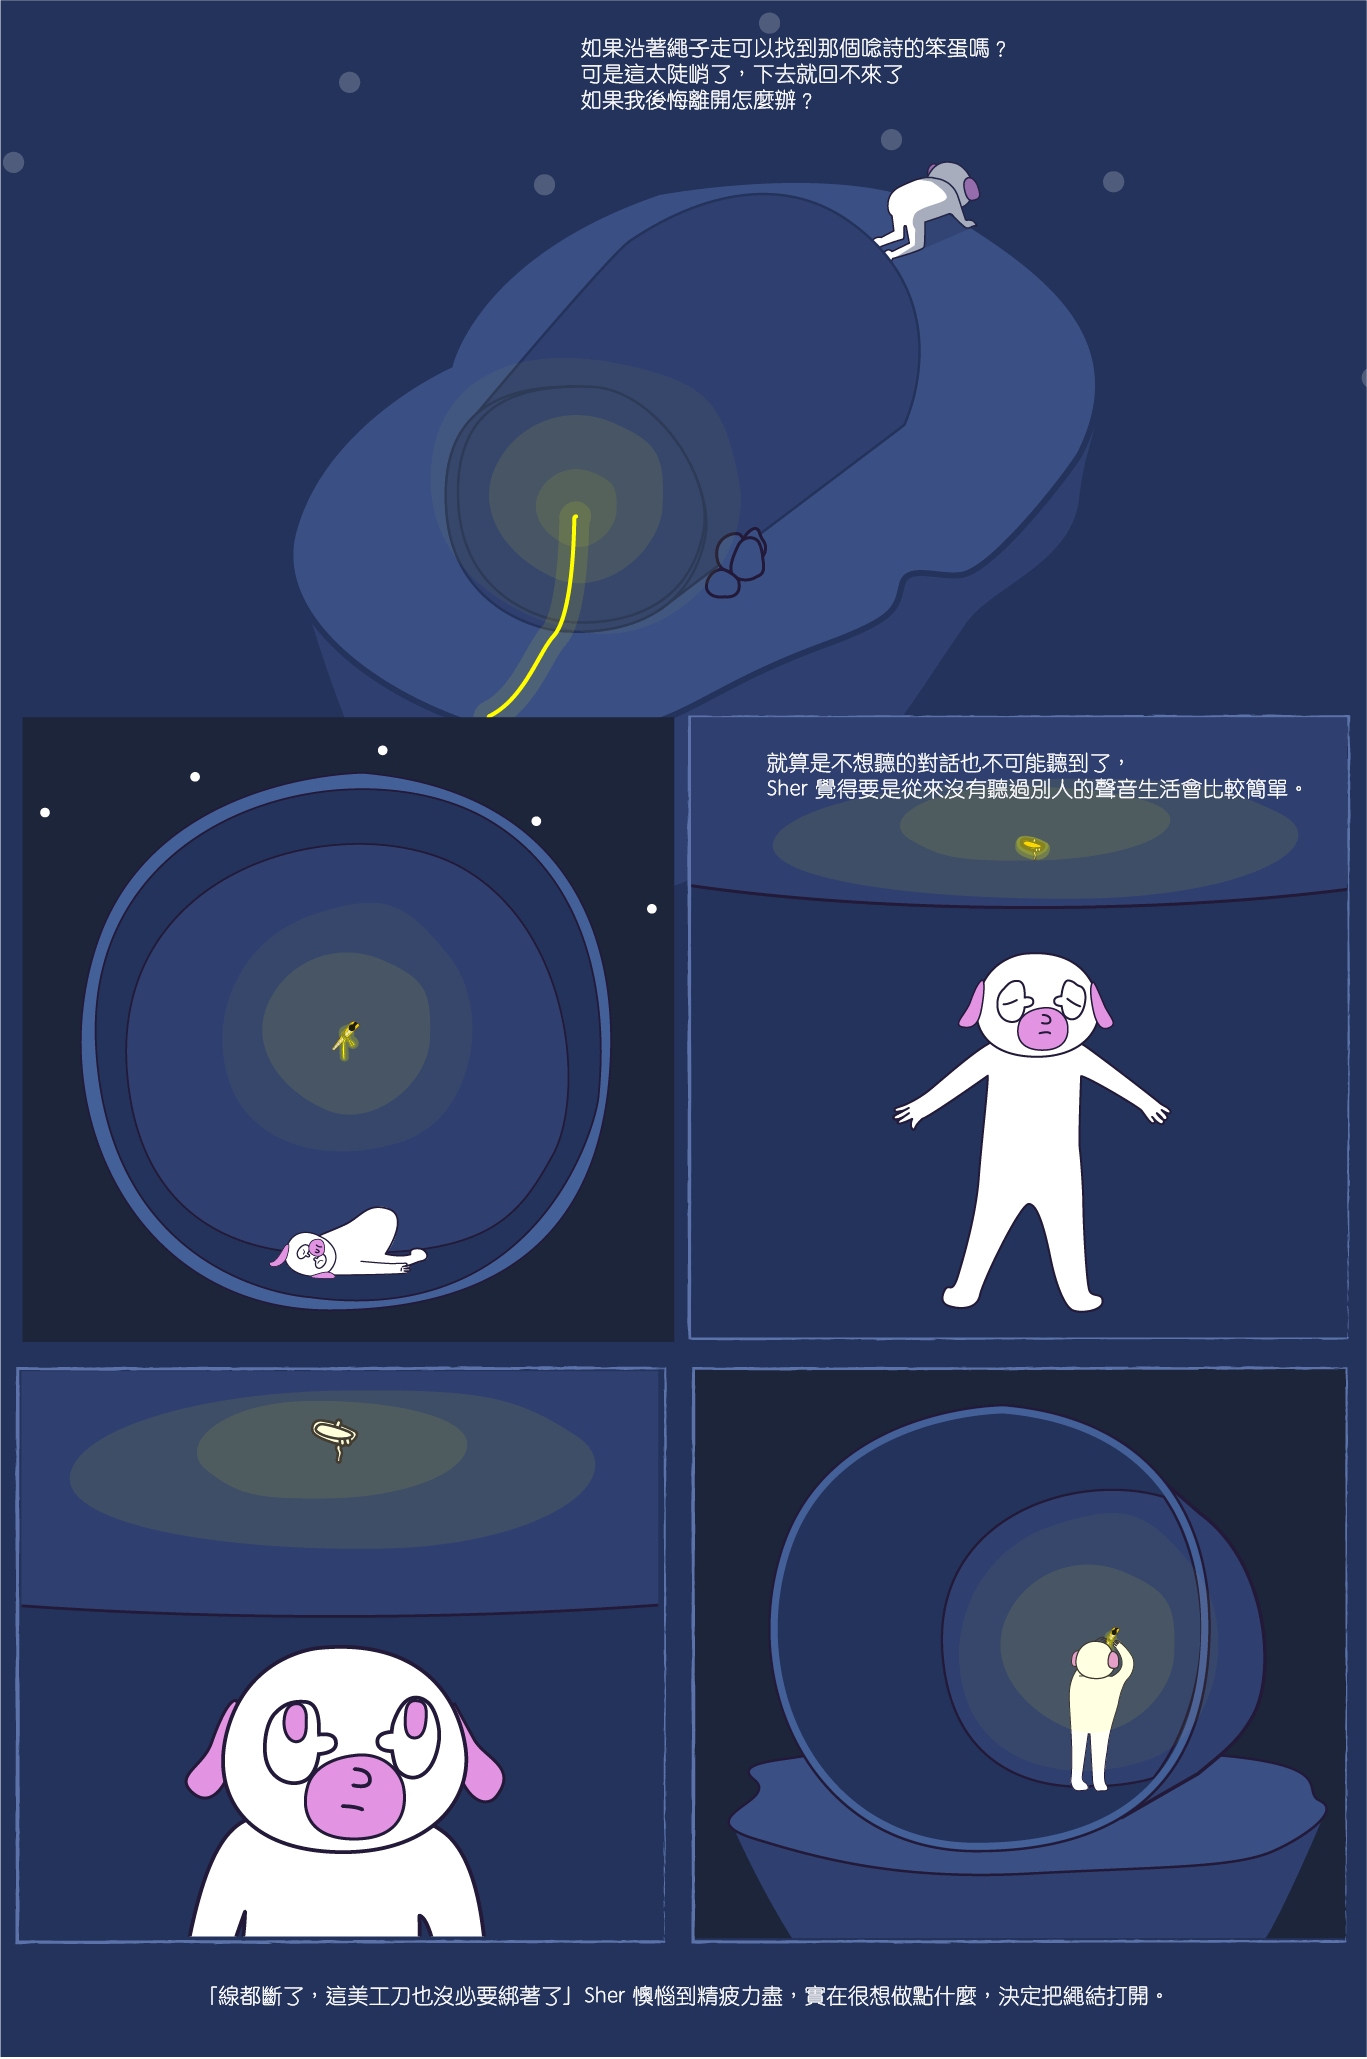 如果沿著繩子走可以找到那個唸詩的笨蛋嗎？
可是這太陡峭了，下去就回不來了
如果我後悔離開怎麼辦？
就算是不想聽的對話也不可能聽到了，
Sher 覺得要是從來沒有聽過別人的聲音生活會比較簡單。
「線都斷了，這美工刀也沒必要綁著了」Sher 懊惱到精疲力盡，實在很想做點什麼，決定把繩結打開。